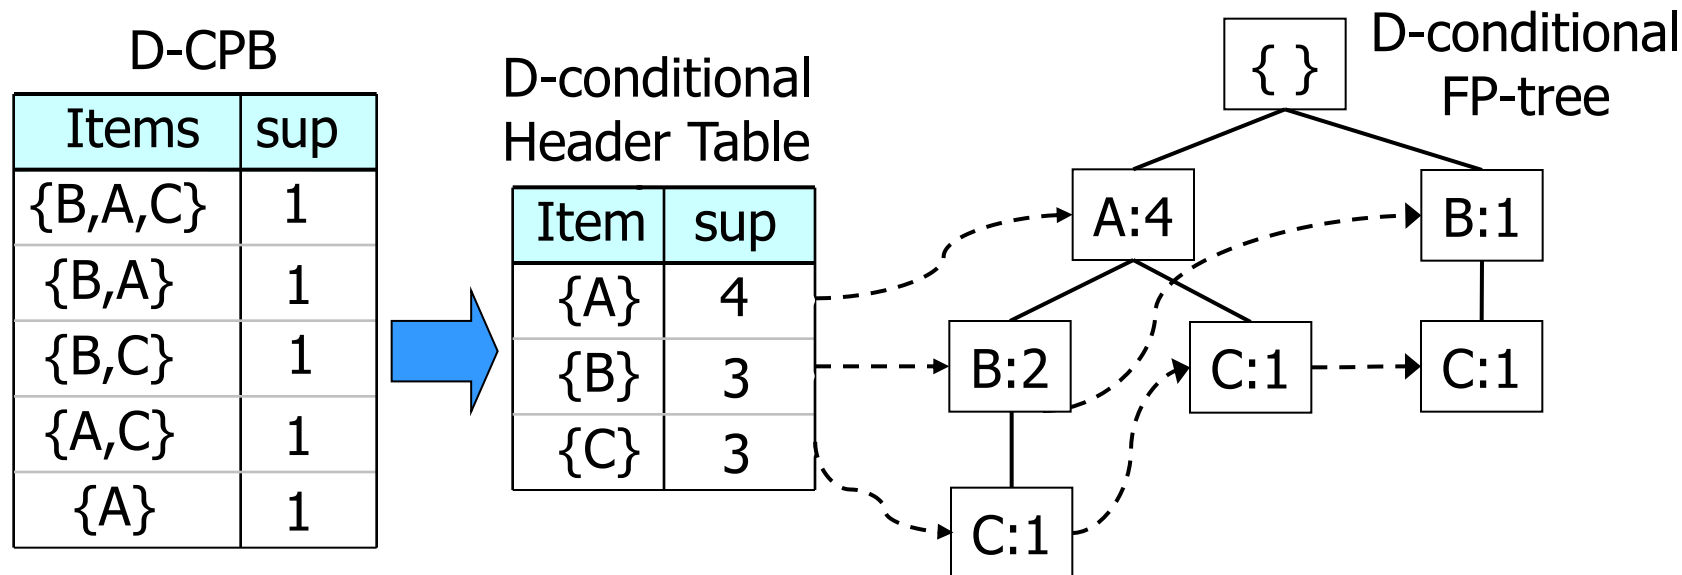 D-CPB
Items sup
{B,A,C} 1
{B,A} 1
{B,C} 1
{A,C} 1
{A} 1
D-conditional
Header Table
Item sup
{A} 4
{B} 3
{C} 3
D-conditional
FP-tree
{ }
A:4 B:1
B:2 C:1 C:1
C:1